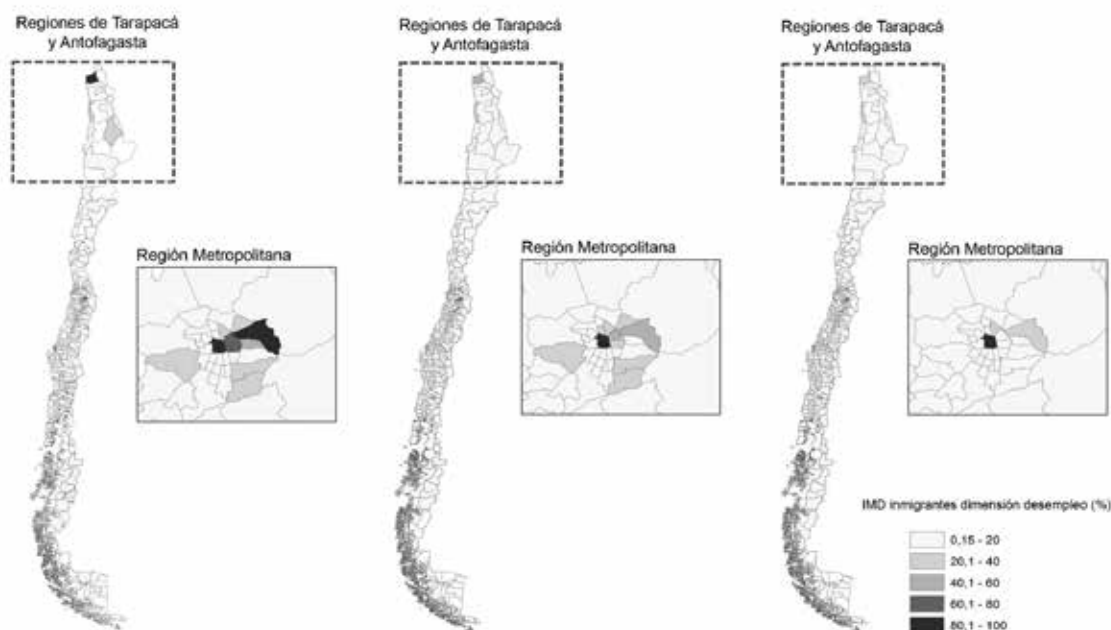 Regiones de Tarapacá
y Antofagasta
Regiones de Tarapacá
y Antofagasta
Regiones de Tarapacá
y Antofagasta
Región Metropolitana
Región Metropolitana
Región Metropolitana
IMD inmigrantes dimensión desempleo (%)
0,15 - 20
20,1 - 40
40,1 - 60
60,1 - 80
80,1 - 100